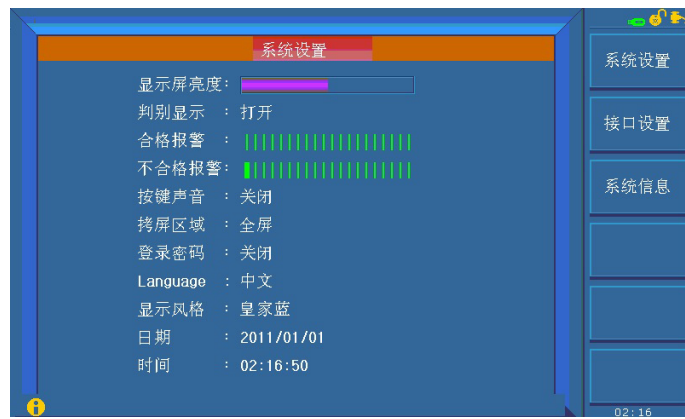 系统设置
显示屏亮度:
判别显示 : 打开
合格报警 :
不合格报警:
按键声音 : 关闭
拷屏区域 : 全屏
登录密码 : 关闭
Language : 中文
显示风格 : 皇家蓝
日期 : 2011/01/01
时间 : 02:16:50
系统设置
接口设置
系统信息
02:16